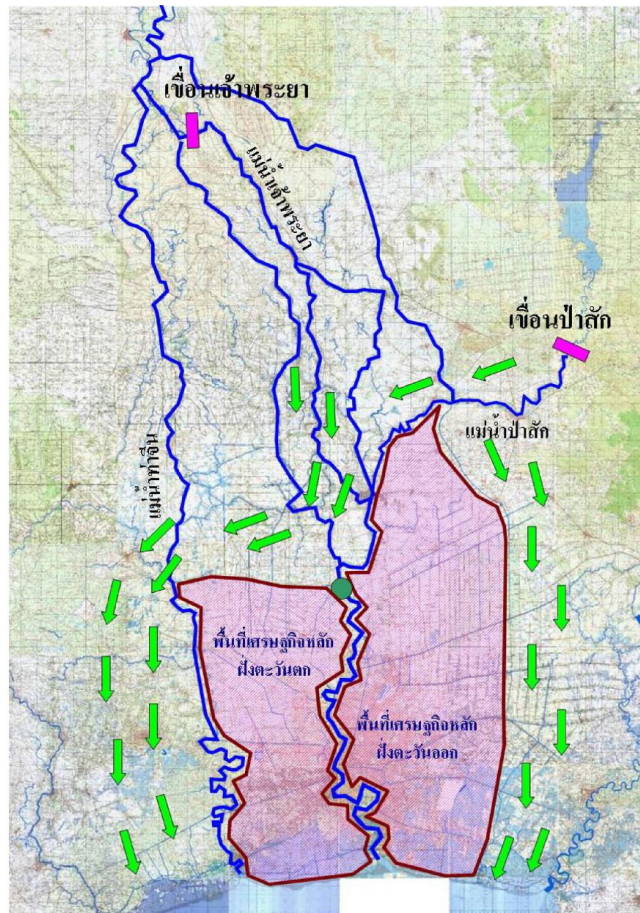 เขื่อนเจ้าพระยา
แม่น้ำเจ้าพระยา
เขื่อนป่าสัก
แม่น้ำป่าสัก
แม่น้ำท่าจีน
พื้นที่เศรษฐกิจหลัก
ฝั่งตะวันตก
พื้นที่เศรษฐกิจหลัก
ฝั่งตะวันออก